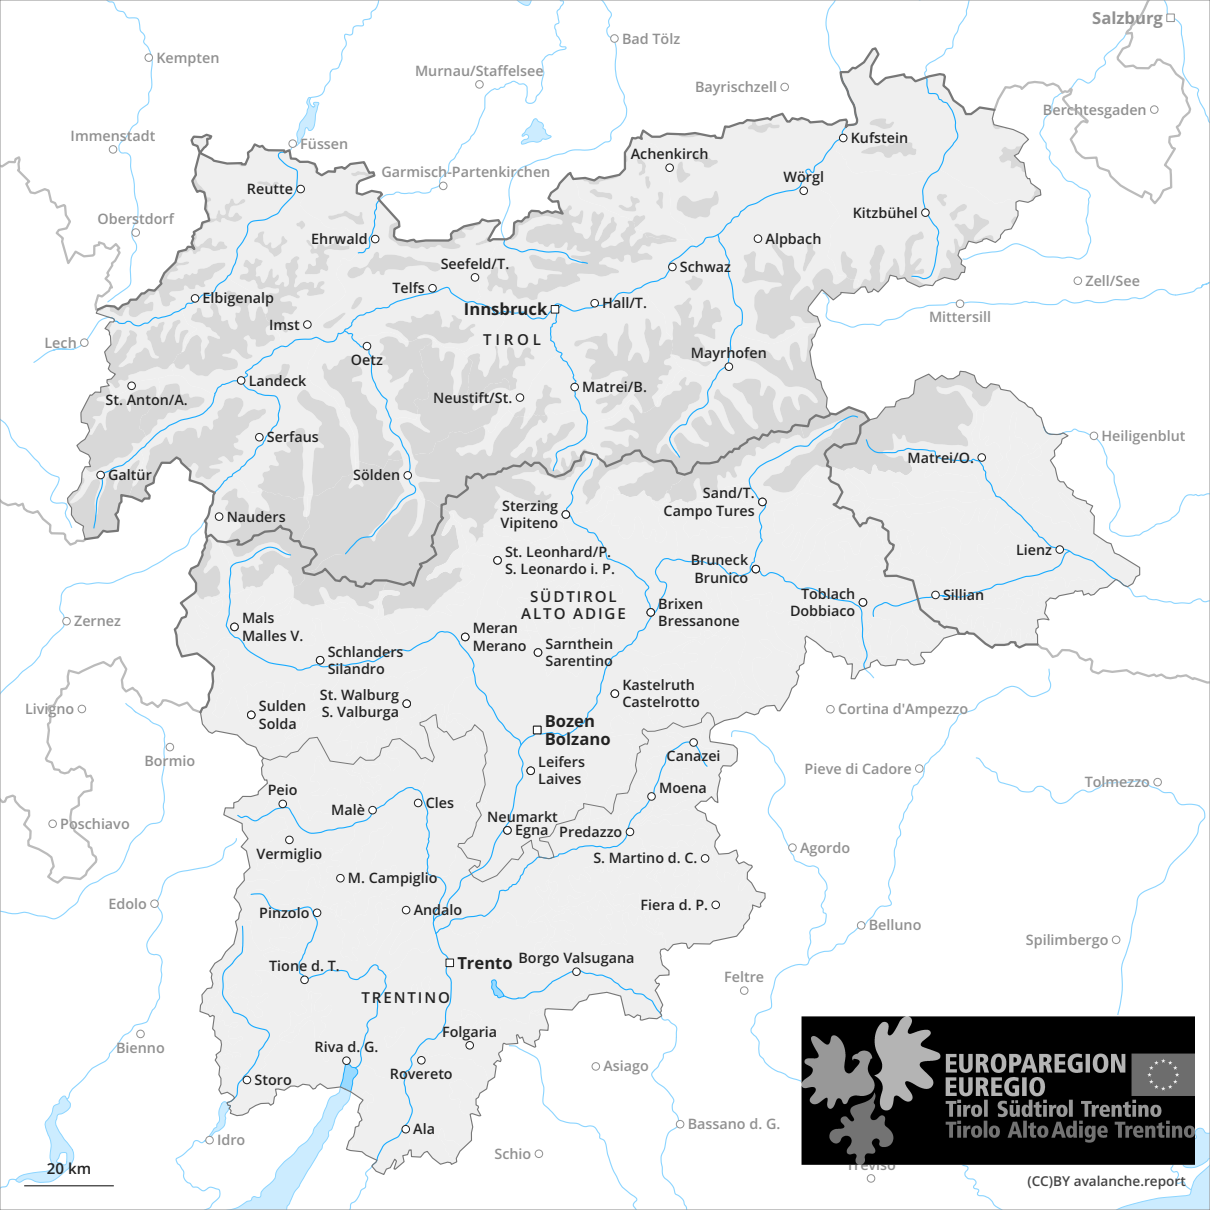 Salzburg
Kempten
Bad Tölz
Murnau/Staffelsee
Bayrischzell
Berchtesgaden
Immenstadt
Füssen
Kufstein
Achenkirch
Garmisch-Partenkirchen
Wörgl
Reutte
Oberstdorf
Kitzbühel
Ehrwald
Alpbach
Seefeld/T.
Schwaz
Zell/See
Telfs
Elbigenalp
Innsbruck
Hall/T.
Mittersill
Imst
TIROL
Lech
Oetz
Mayrhofen
Landeck
Matrei/B.
St. Anton/A.
Neustift/St.
Serfaus
Heiligenblut
Matrei/O.
Galtür
Sölden
Sand/T.
Campo Tures
Sterzing
Vipiteno
Nauders
Lienz
St. Leonhard/P.
S. Leonardo i. P.
Bruneck
Brunico
SÜDTIROL
ALTO ADIGE
Toblach
Dobbiaco
Sillian
Brixen
Bressanone
Mals
Malles V.
Zernez
Meran
Merano
Sarnthein
Sarentino
Schlanders
Silandro
Kastelruth
Castelrotto
St. Walburg
S. Valburga
Sulden
Solda
Livigno
Cortina d'Ampezzo
Bozen
Bolzano
Bormio
Canazei
Leifers
Laives
Pieve di Cadore
Tolmezzo
Peio
Moena
Malè
Cles
Neumarkt
Egna
Predazzo
Poschiavo
Vermiglio
Agordo
S. Martino d. C.
M. Campiglio
Edolo
Pinzolo
Andalo
Fiera d. P.
Belluno
Spilimbergo
Borgo Valsugana
Trento
Tione d. T.
Feltre
TRENTINO
Folgaria
Bienno
Riva d. G.
Asiago
Rovereto
Storo
EUROPAREGION
EUREGIO
Tirol Südtirol Trentino
Tirolo Alto Adige Trentino
Ala
Bassano d. G.
Idro
Schio
Treviso
20 km
(CC)BY avalanche.report